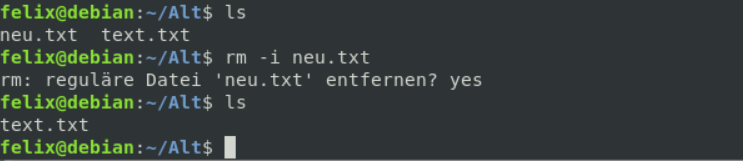 felix@debian:~/Alt$ ls
neu.txt  text.txt
felix@debian:~/Alt$ rm -i neu.txt
rm: reguläre Datei 'neu.txt' entfernen? yes
felix@debian:~/Alt$ ls
text.txt
felix@debian:~/Alt$